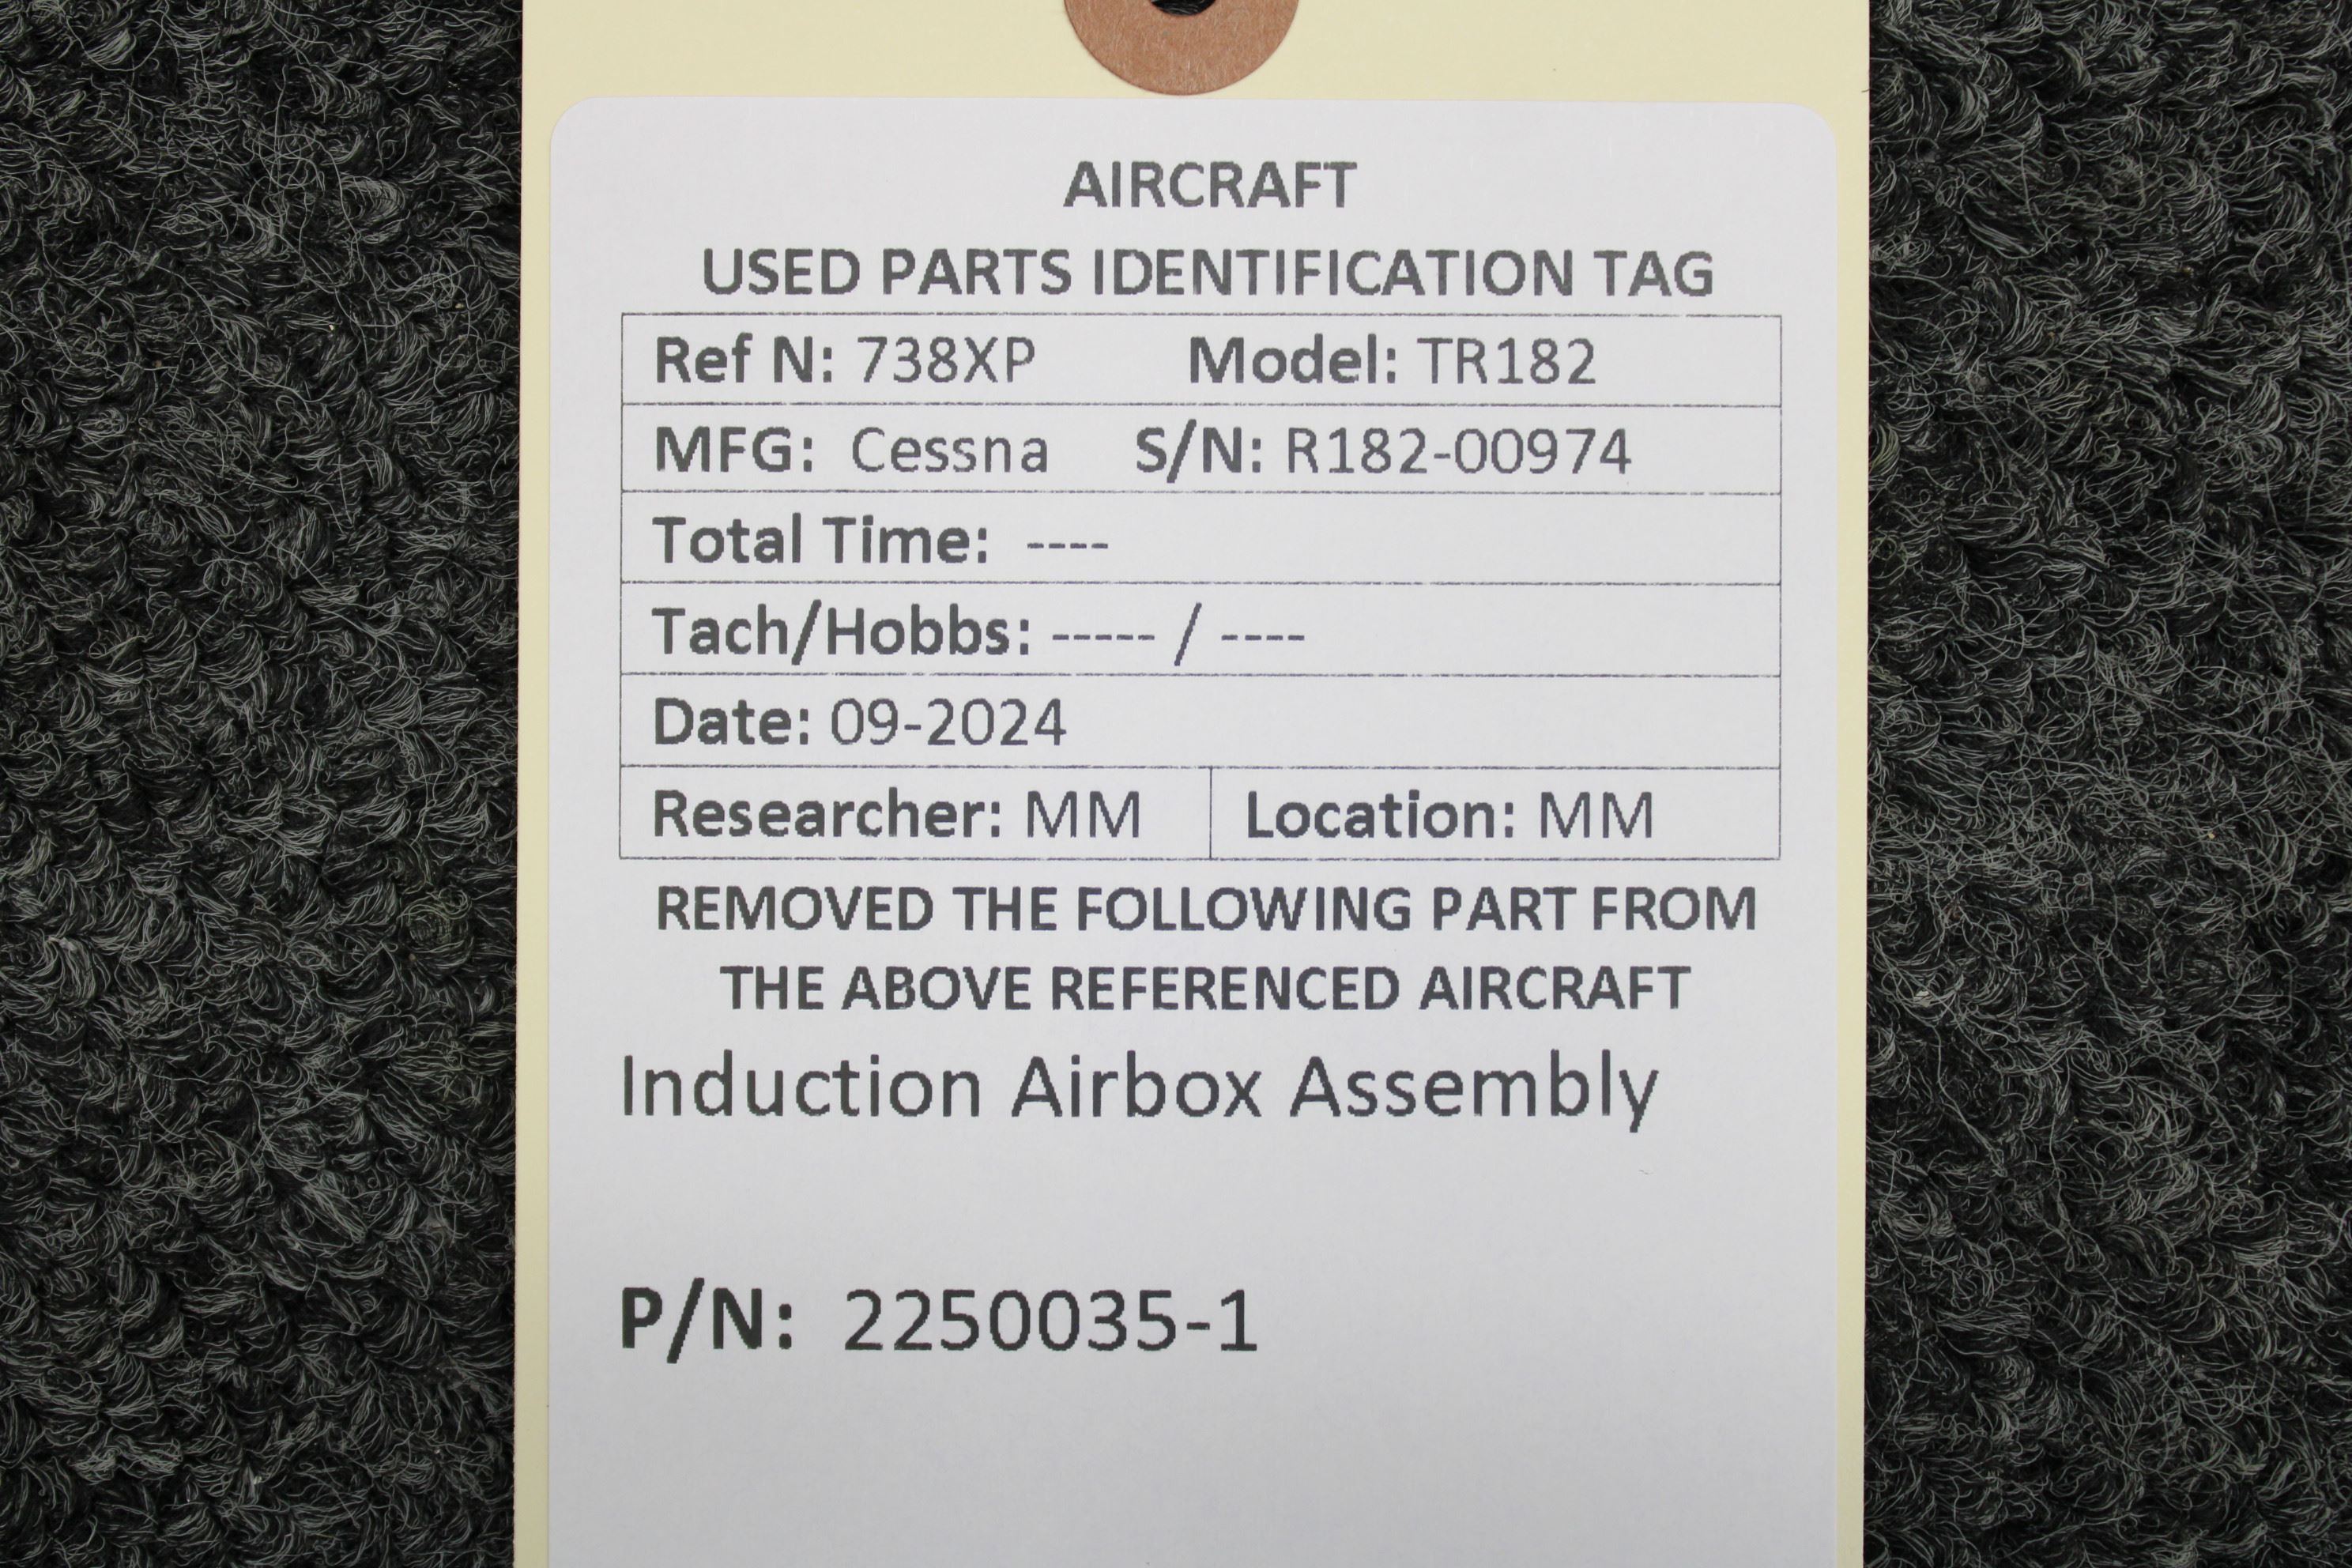 AIRCRAFT
USED PARTS IDENTIFICATION TAG
Ref N: 738XP Model: TR182
MFG: Cessna S/N: R182-00974
Total Time: ----
Tach/Hobbs: ----- / ----
Date: 09-2024
Researcher: MM Location: MM
REMOVED THE FOLLOWING PART FROM
THE ABOVE REFERENCED AIRCRAFT
Induction Airbox Assembly
P/N: 2250035-1